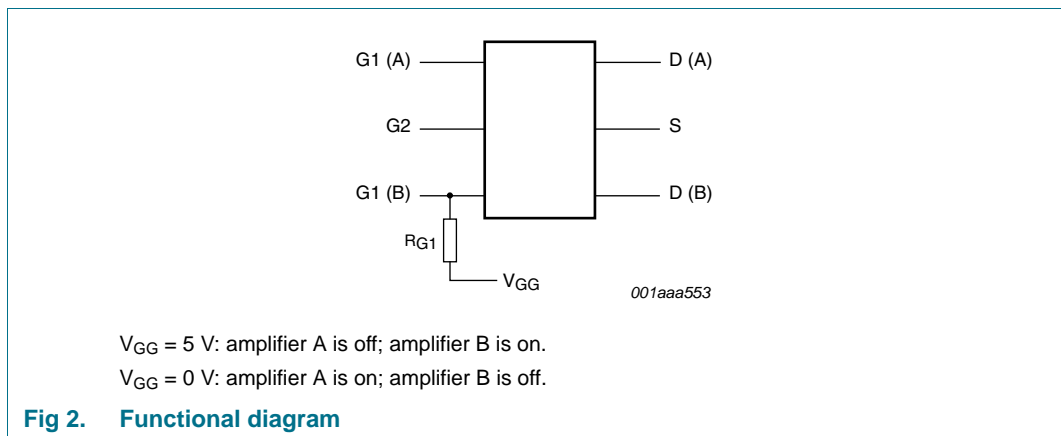 G1 (A) D (A)
G2 S
G1 (B) D (B)
RG1
VGG
001aaa553
VGG = 5 V: amplifier A is off; amplifier B is on.
VGG = 0 V: amplifier A is on; amplifier B is off.
Fig 2. Functional diagram